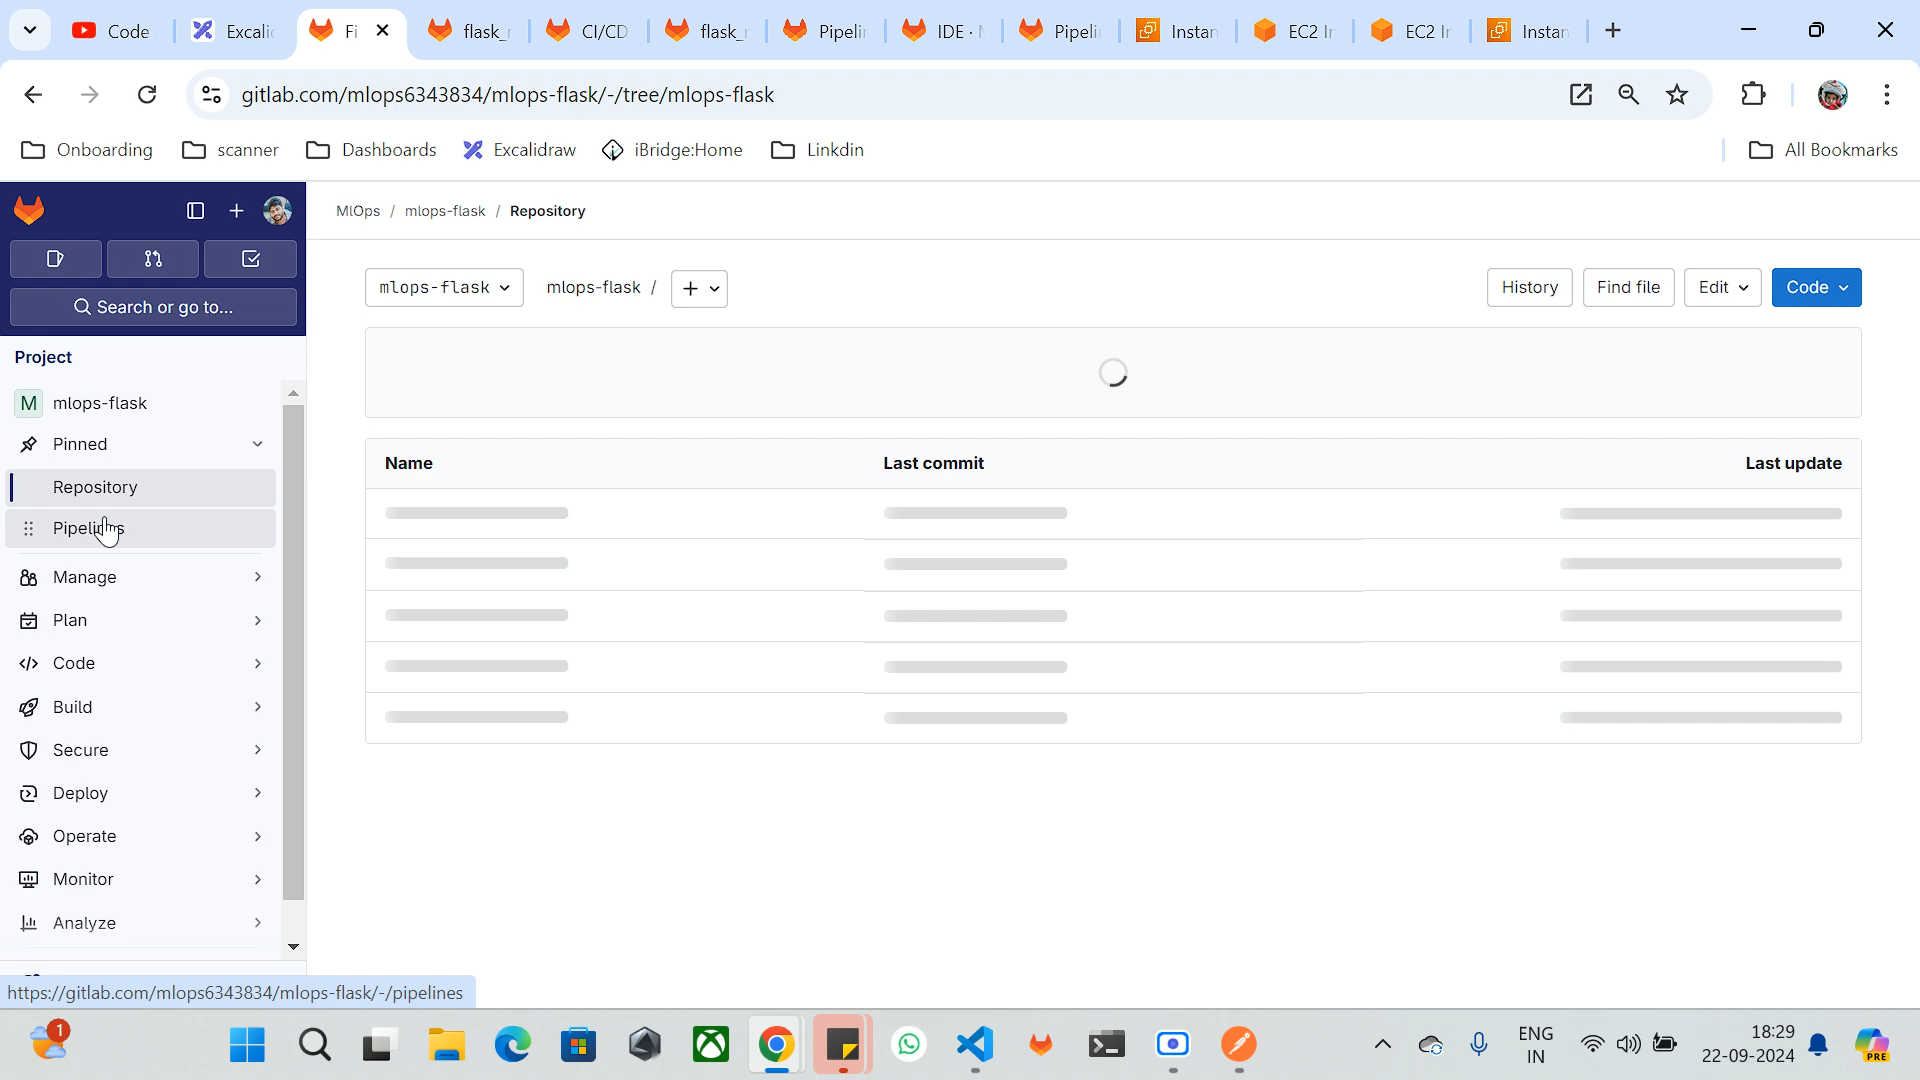 Code
Excali
Fi
flask_
CI/CD
flask_
Pipeli
IDE ·
Pipeli
Instan
EC2 I
EC2 I
Instan
gitlab.com/mlops6343834/mlops-flask/-/tree/mlops-flask
Onboarding
scanner
Dashboards
Excalidraw
iBridge:Home
Linkdin
All Bookmarks
MlOps / mlops-flask / Repository
Search or go to...
mlops-flask
mlops-flask /
History
Find file
Edit
Code
Project
M mlops-flask
Pinned
Repository
Pipelines
Manage
Plan
Code
Build
Secure
Deploy
Operate
Monitor
Analyze
Name
Last commit
Last update
https://gitlab.com/mlops6343834/mlops-flask/-/pipelines
1
ENG
IN
18:29
22-09-2024
PRE